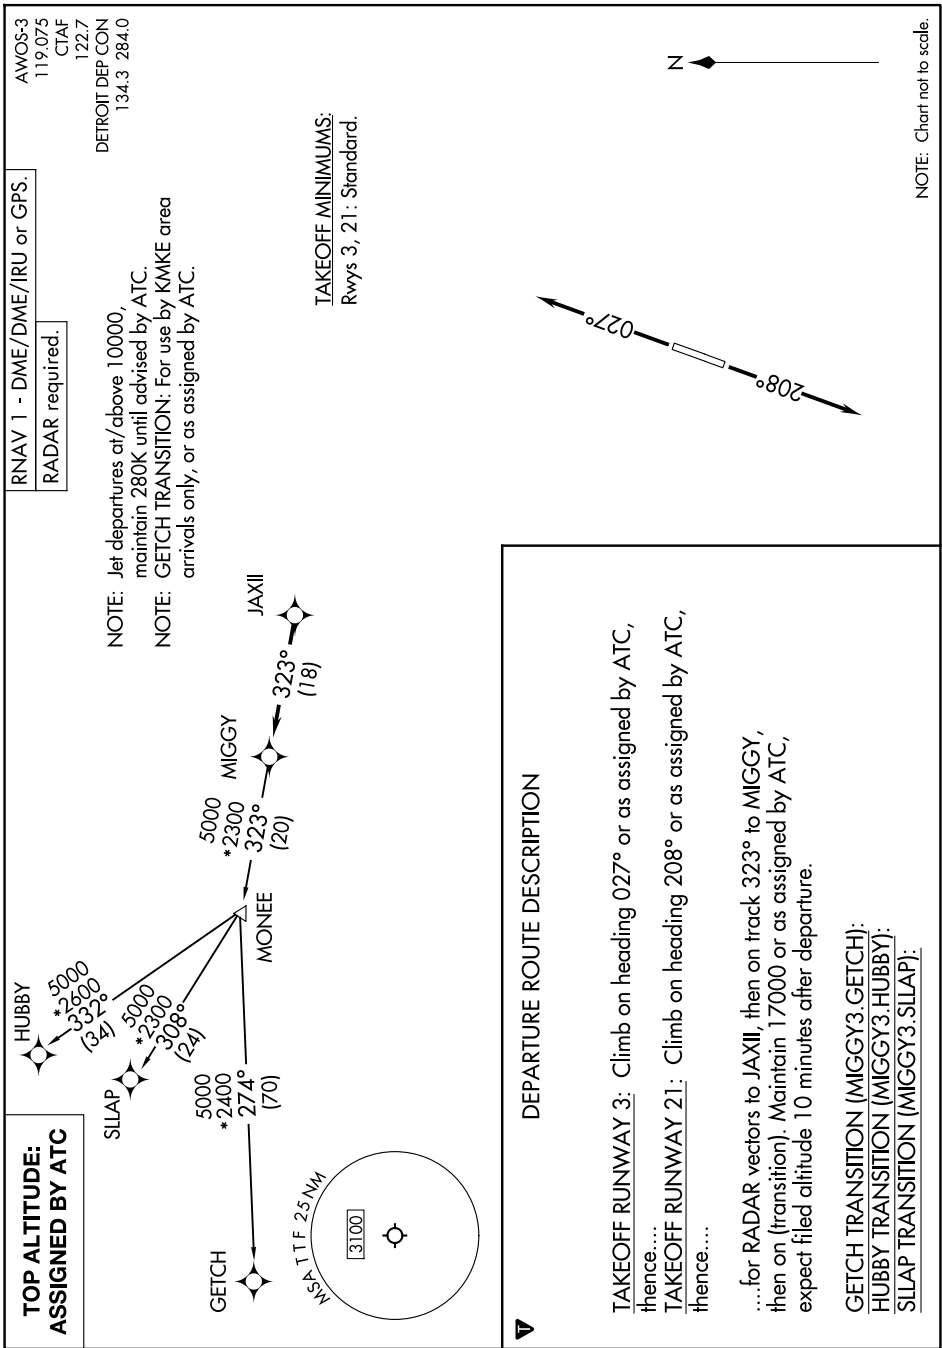 TOP ALTITUDE:
ASSIGNED BY ATC
RNAV 1 - DME/DME/IRU or GPS.
RADAR required.
AWOS-3
119.075
CTAF
122.7
DETROIT DEP CON
134.3 284.0
NOTE: Jet departures at/above 10000,
maintain 280K until advised by ATC.
NOTE: GETCH TRANSITION: For use by KMKE area
arrivals only, or as assigned by ATC.
TAKEOFF MINIMUMS:
Rwys 3, 21: Standard.
HUBBY
5000
*2600
332°
(34)
SLLAP
5000
*2300
308°
(24)
GETCH
5000
*2400
274°
(70)
MONEE
5000
*2300
323°
(20)
MIGGY
323°
(18)
JAXII
MSA TTF 25 NM
3100
N
027°
208°
NOTE: Chart not to scale.
T
DEPARTURE ROUTE DESCRIPTION
TAKEOFF RUNWAY 3: Climb on heading 027° or as assigned by ATC,
thence....
TAKEOFF RUNWAY 21: Climb on heading 208° or as assigned by ATC,
thence....
....for RADAR vectors to JAXII, then on track 323° to MIGGY,
then on (transition). Maintain 17000 or as assigned by ATC,
expect filed altitude 10 minutes after departure.
GETCH TRANSITION (MIGGY3.GETCH):
HUBBY TRANSITION (MIGGY3.HUBBY):
SLLAP TRANSITION (MIGGY3.SLLAP):